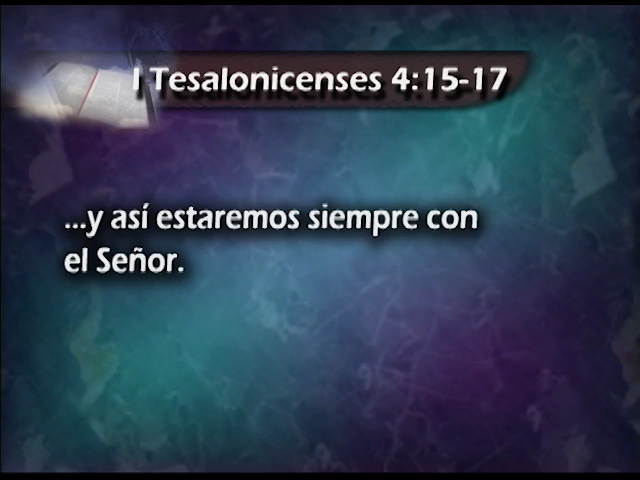 I Tesalonicenses 4:15-17
...y así estaremos siempre con
el Señor.